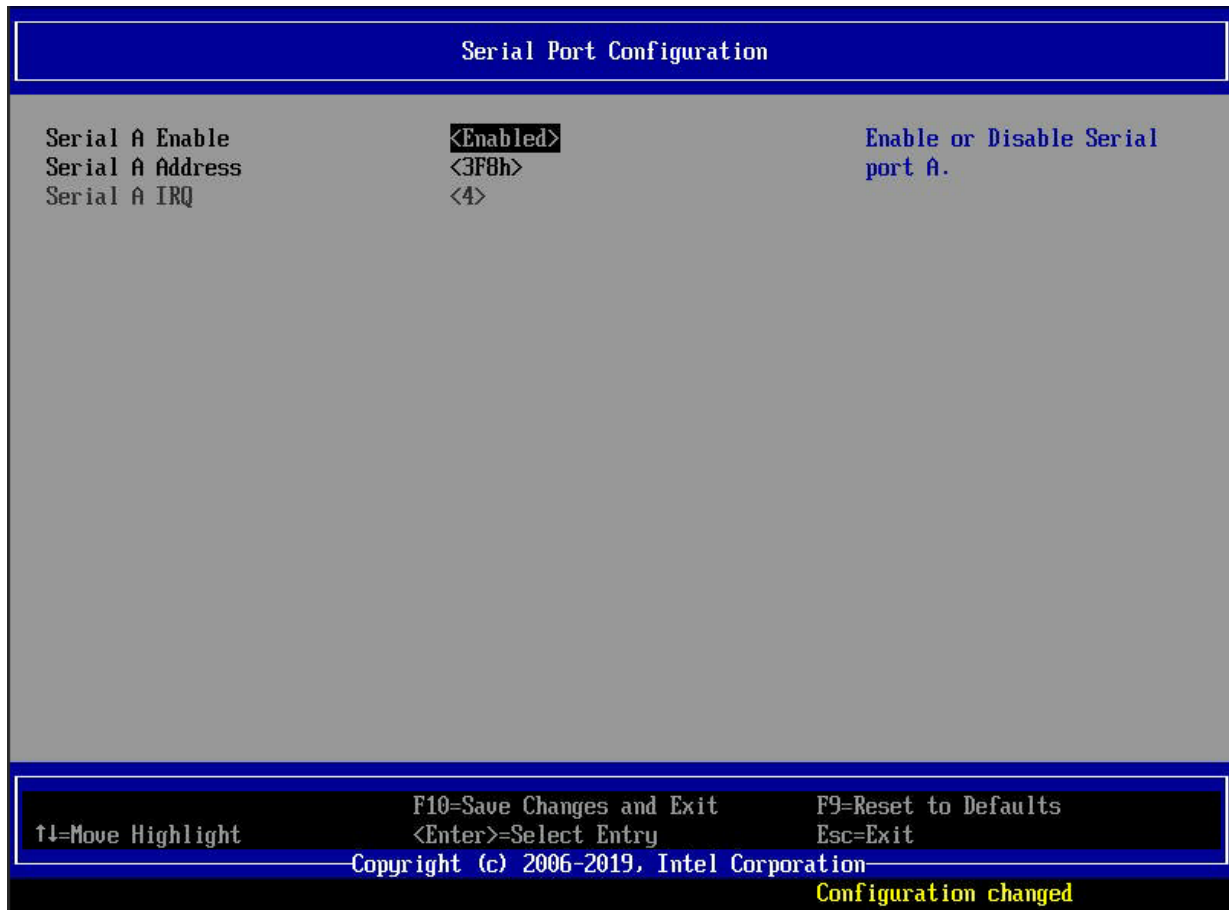 Serial Port Configuration
Serial A Enable <Enabled> Enable or Disable Serial
Serial A Address <3F8h> port A.
Serial A IRQ <4>
F10=Save Changes and Exit F9=Reset to Defaults
↑↓=Move Highlight <Enter>=Select Entry Esc=Exit
Copyright (c) 2006-2019, Intel Corporation
Configuration changed